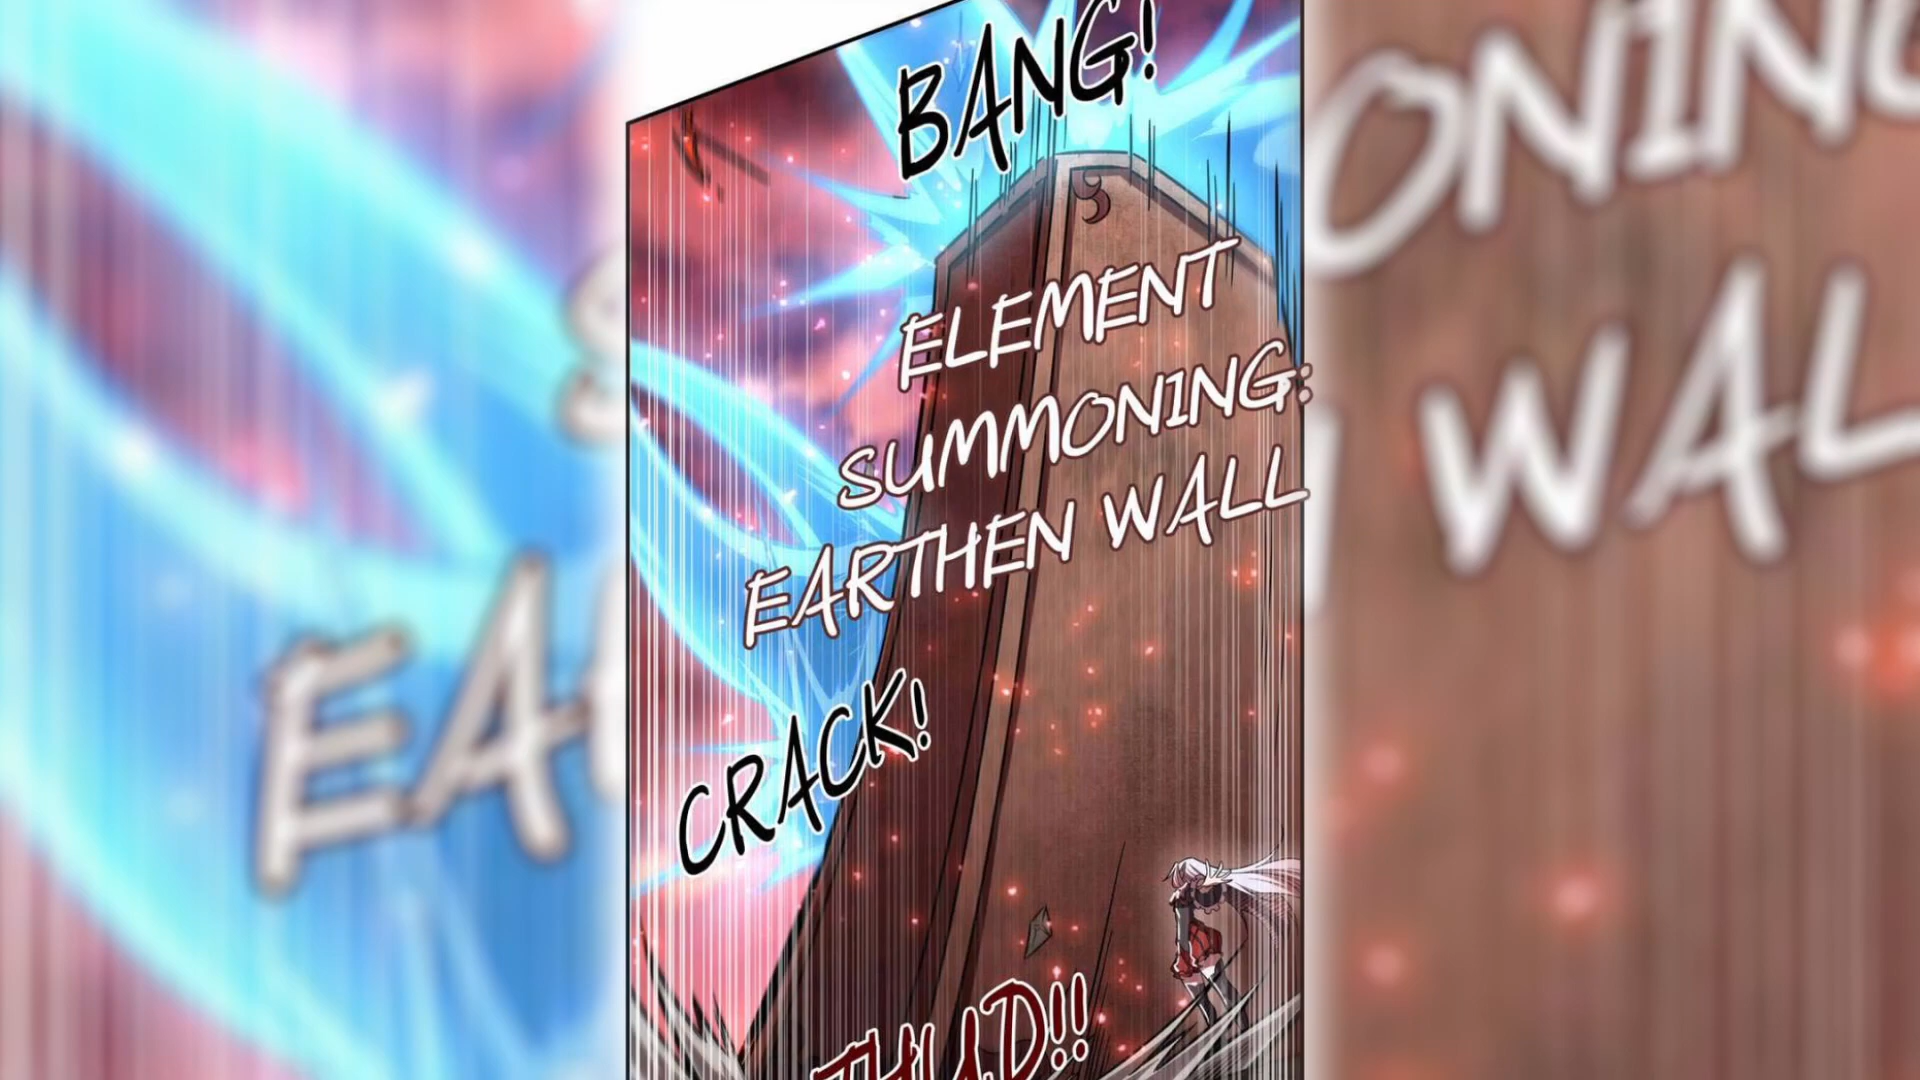 BANG!
ELEMENT
SUMMONING:
EARTHEN WALL
CRACK!
THUD!!